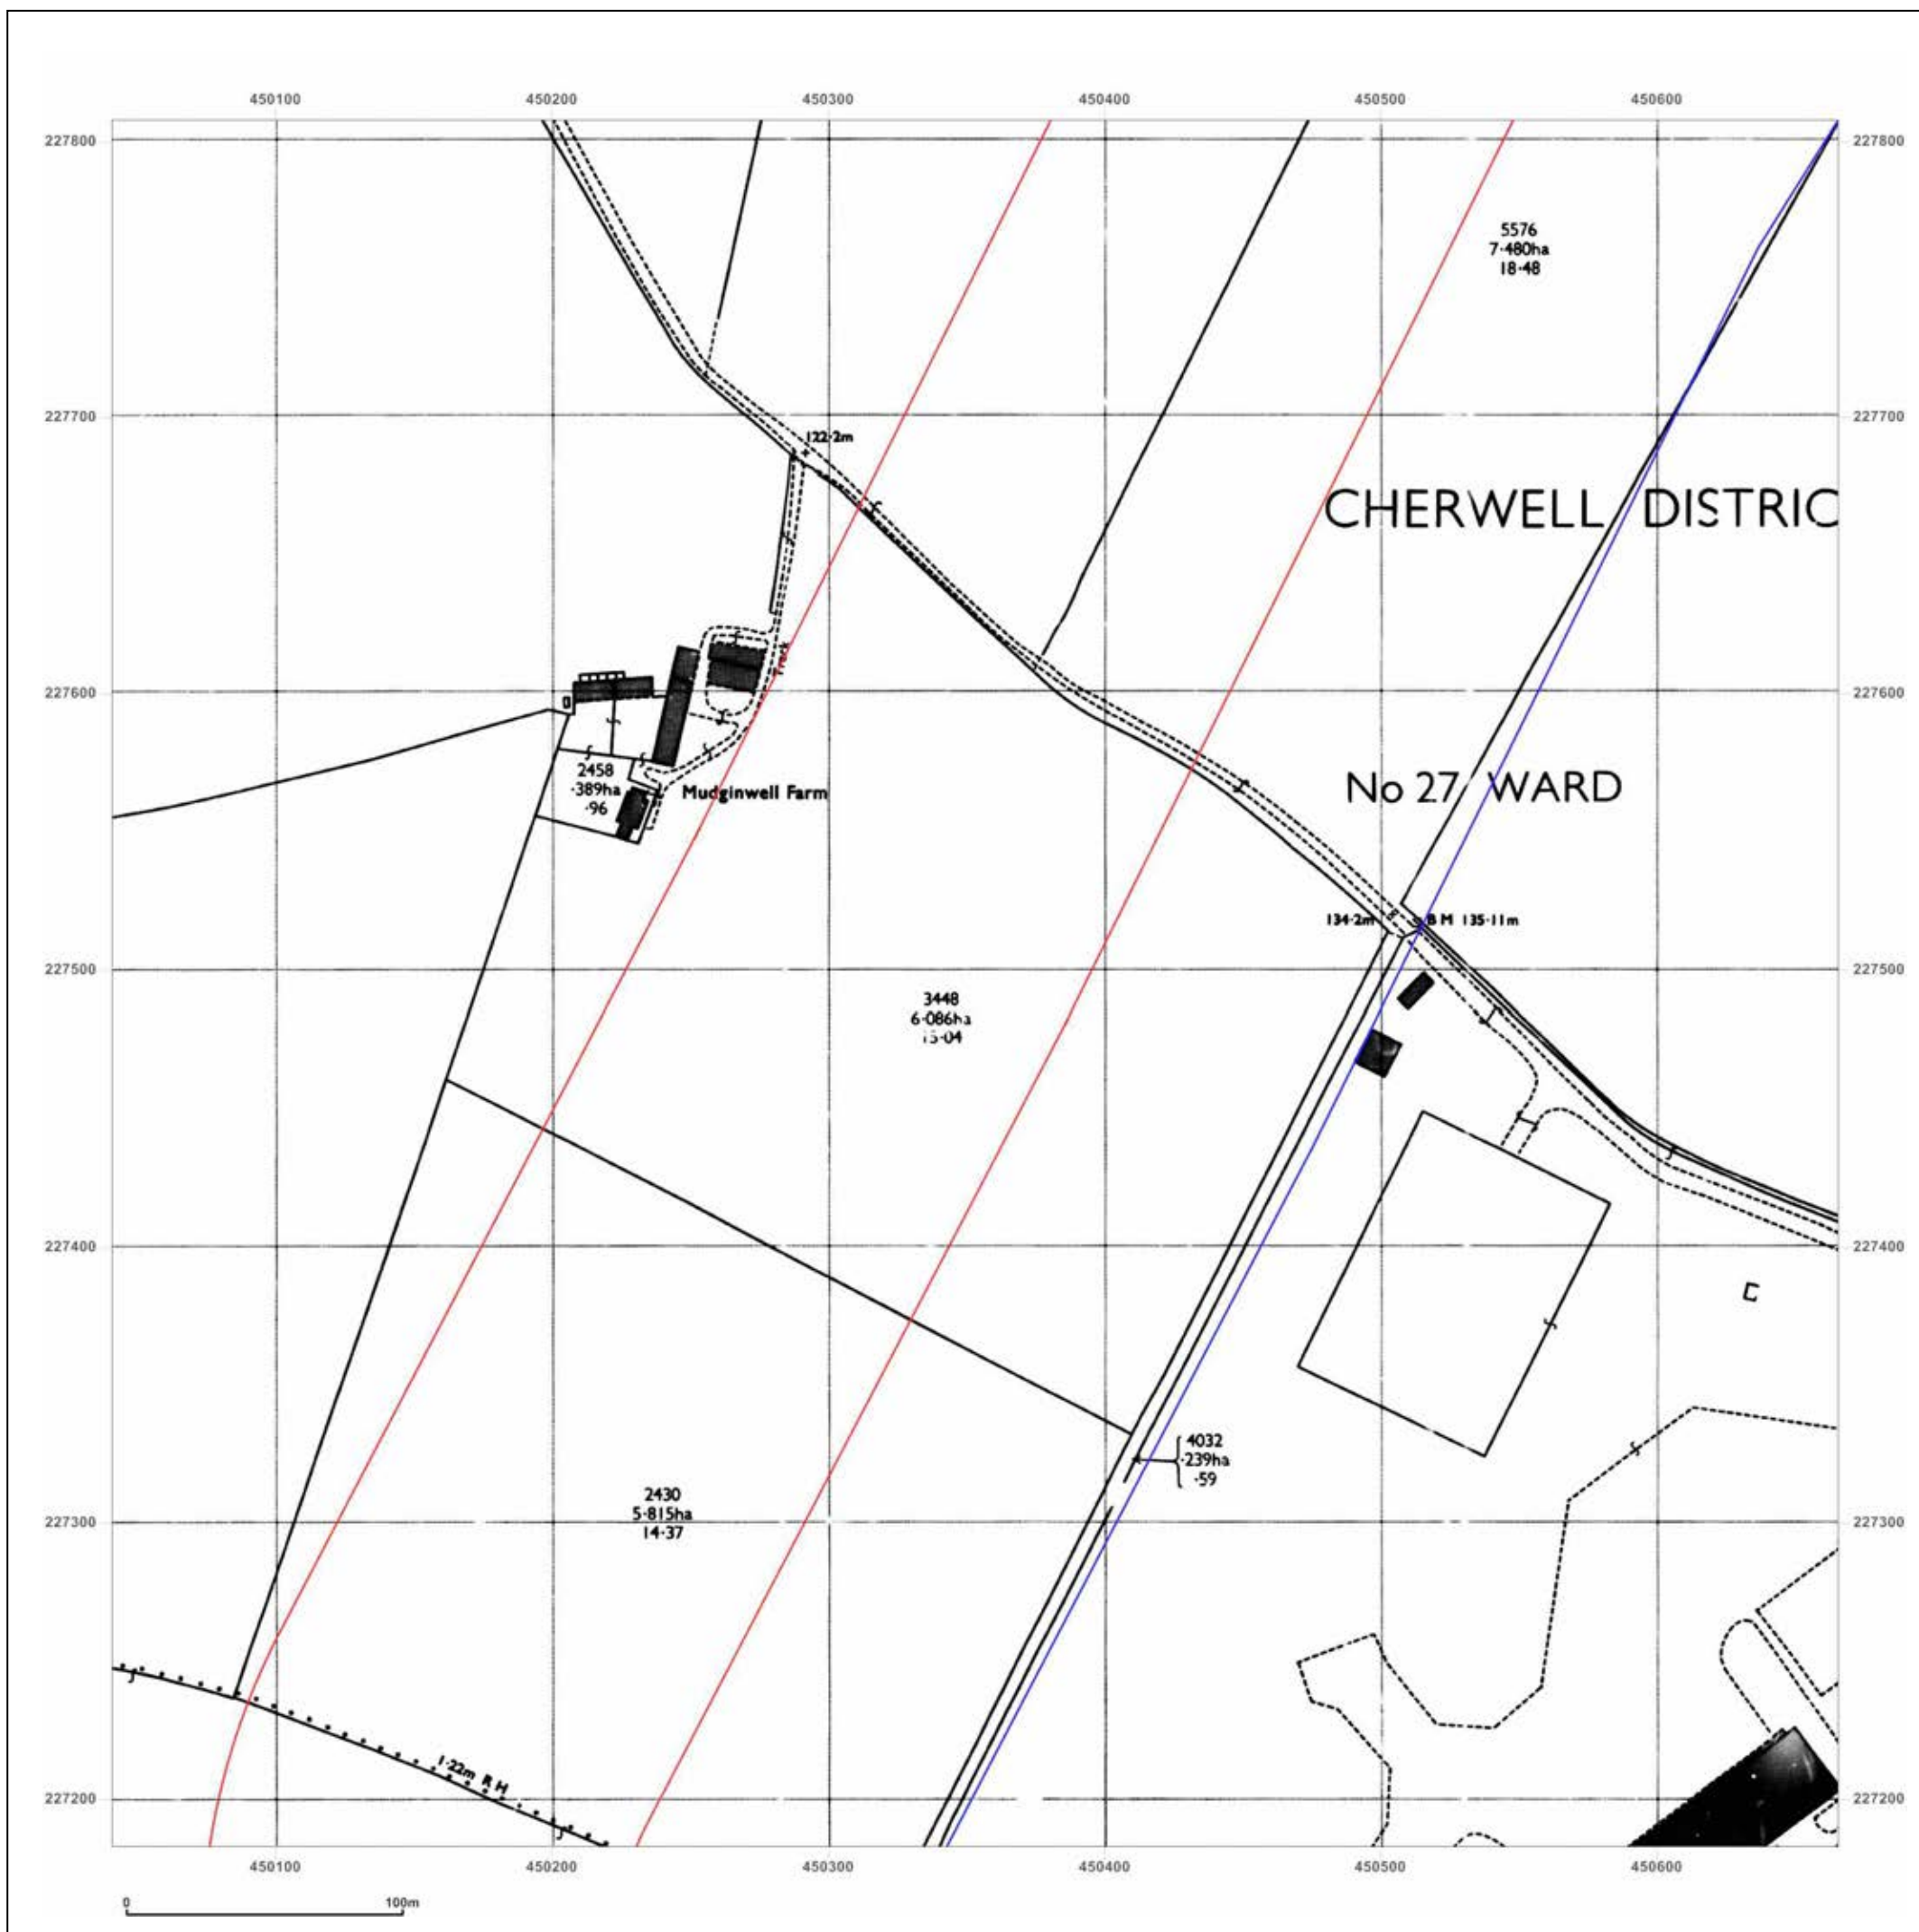 450100 450200 450300 450400 450500 450600
227800 227800
5576
7·480ha
18·48
227700 227700
122·2m
CHERWELL DISTRIC
Track
227600 227600
2458
·389ha
·96
Mudginwell Farm
No 27 WARD
134·2m BM 135·11m
227500 227500
3448
6·086ha
15·04
227400 227400
4032
·239ha
·59
2430
5·815ha
14·37
227300 227300
1·22m RH
227200 227200
450100 450200 450300 450400 450500 450600
0 100m